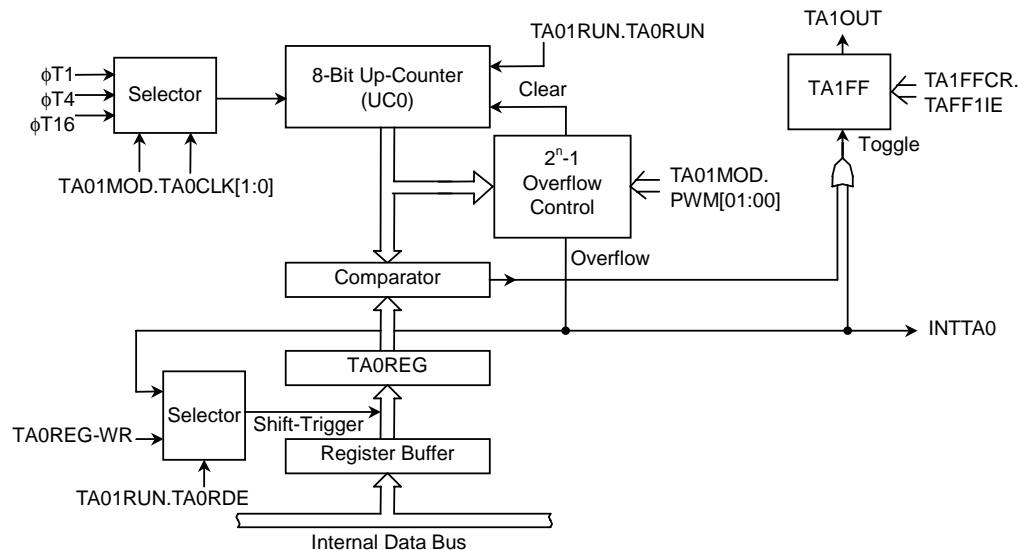 TA1OUT
TA01RUN.TA0RUN
ϕT1
ϕT4
ϕT16
Selector
8-Bit Up-Counter
(UC0)
Clear
TA1FF
TA1FFCR.
TAFF1IE
Toggle
TA01MOD.TA0CLK[1:0]
2ⁿ-1
Overflow
Control
TA01MOD.
PWM[01:00]
Overflow
Comparator
INTTA0
TA0REG
Selector
Shift-Trigger
TA0REG-WR
Register Buffer
TA01RUN.TA0RDE
Internal Data Bus